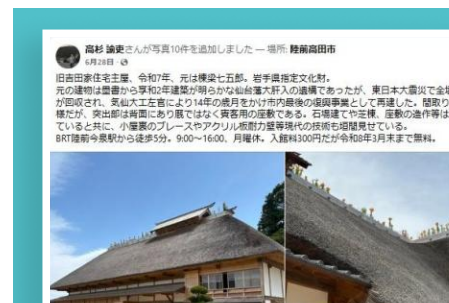 高杉 諭吏さんが写真10件を追加しました — 場所: 陸前高田市
6月28日
旧吉田家住宅主屋、令和7年、元は棟梁七五郎。岩手県指定文化財。
元の建物は墨書から享和2年建築が明らかな仙台藩大肝入の遺構であったが、東日本大震災で全
が回収され、気仙大工左官により14年の歳月をかけ市内最後の復興事業として再建した。間取り
様だが、突出部は背面にあり厩ではなく賓客用の座敷である。石場建てや芝棟、座敷の造作等は
ていると共に、小屋裏のブレースやアクリル板耐力壁等現代の技術も垣間見せている。
BRT陸前今泉駅から徒歩5分。9:00〜16:00、月曜休。入館料300円だが令和8年3月末まで無料。